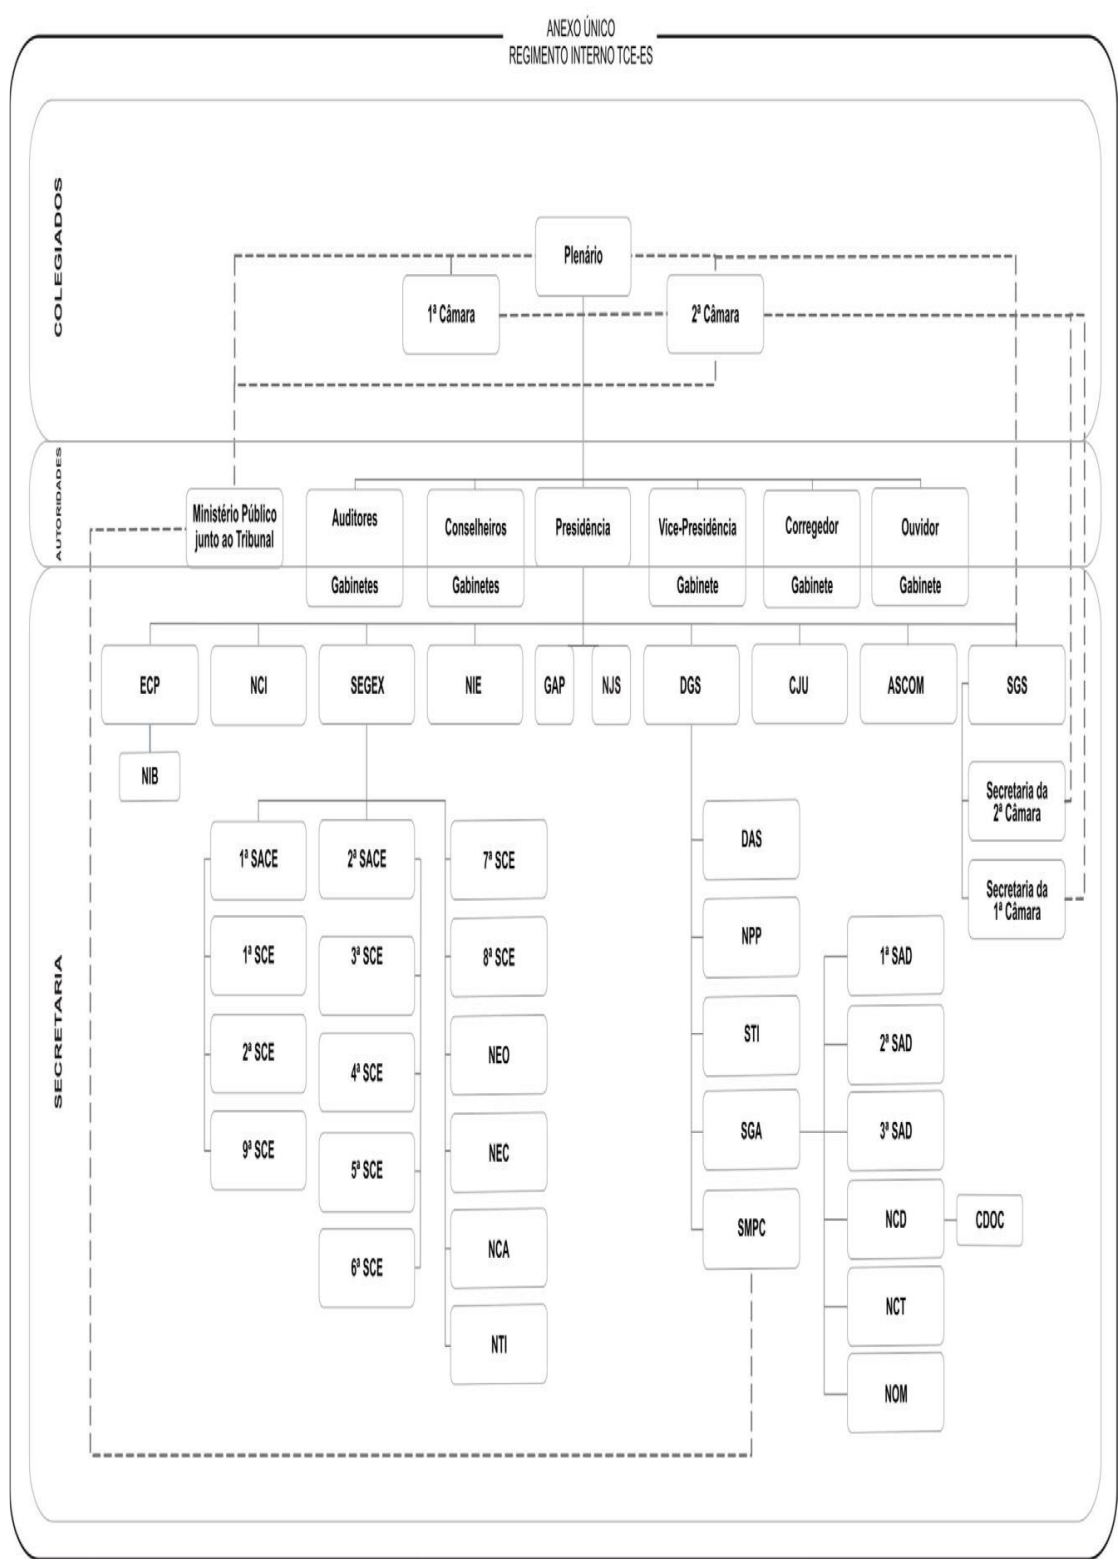 ANEXO ÚNICO
REGIMENTO INTERNO TCE-ES
COLEGIADOS
Plenário
1ª Câmara
2ª Câmara
AUTORIDADES
Ministério Público
junto ao Tribunal
Auditores
Gabinetes
Conselheiros
Gabinetes
Presidência
Vice-Presidência
Gabinete
Corregedor
Gabinete
Ouvidor
Gabinete
SECRETARIA
ECP
NCI
SEGEX
NIE
GAP
NJS
DGS
CJU
ASCOM
SGS
NIB
Secretaria da
2ª Câmara
Secretaria da
1ª Câmara
1ª SACE
1ª SCE
2ª SCE
9ª SCE
2ª SACE
3ª SCE
4ª SCE
5ª SCE
6ª SCE
7ª SCE
8ª SCE
NEO
NEC
NCA
NTI
DAS
NPP
STI
SGA
SMPC
1ª SAD
2ª SAD
3ª SAD
NCD
CDOC
NCT
NOM